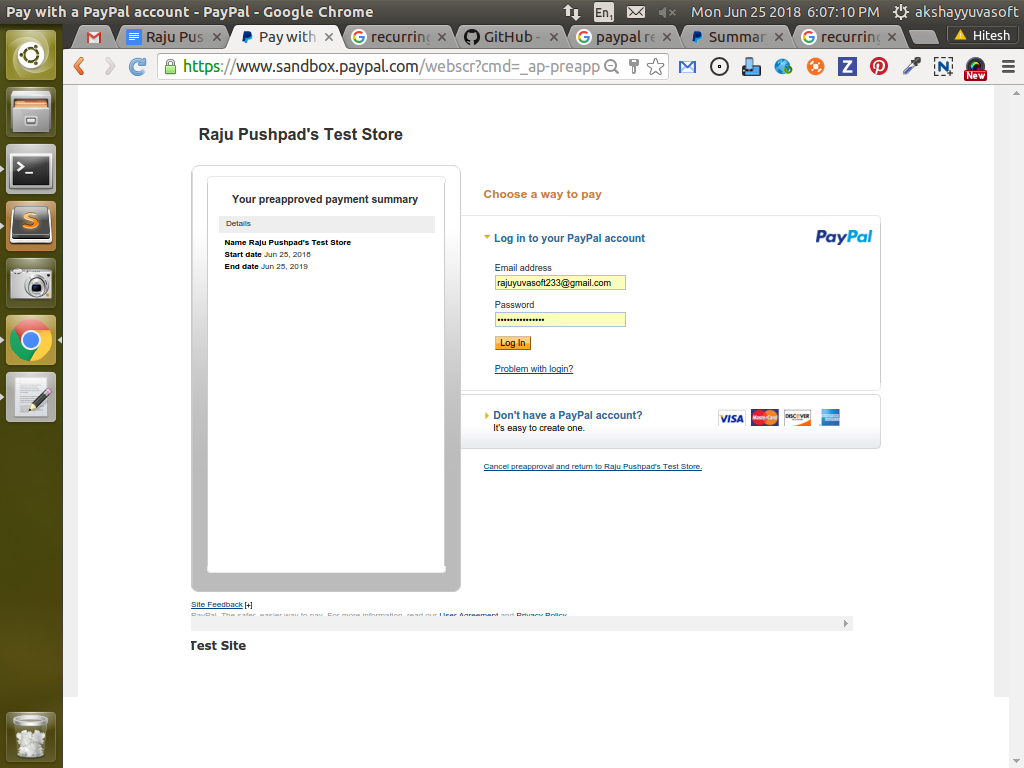 Pay with a PayPal account - PayPal - Google Chrome
En1
Mon Jun 25 2018 6:07:10 PM
akshayyuvasoft
Raju Pus
Pay with
recurring
GitHub -
paypal re
Summar
recurring
Hitesh
https://www.sandbox.paypal.com/webscr?cmd=_ap-preapp
Z
N
New
Raju Pushpad's Test Store
Your preapproved payment summary
Details
Name Raju Pushpad's Test Store
Start date Jun 25, 2018
End date Jun 25, 2019
Choose a way to pay
Log in to your PayPal account
PayPal
Email address
rajuyuvasoft233@gmail.com
Password
Log In
Problem with login?
Don't have a PayPal account?
It's easy to create one.
VISA
MasterCard
DISCOVER
Cancel preapproval and return to Raju Pushpad's Test Store.
Site Feedback [+]
PayPal. The safer, easier way to pay. For more information, read our User Agreement and Privacy Policy.
Test Site